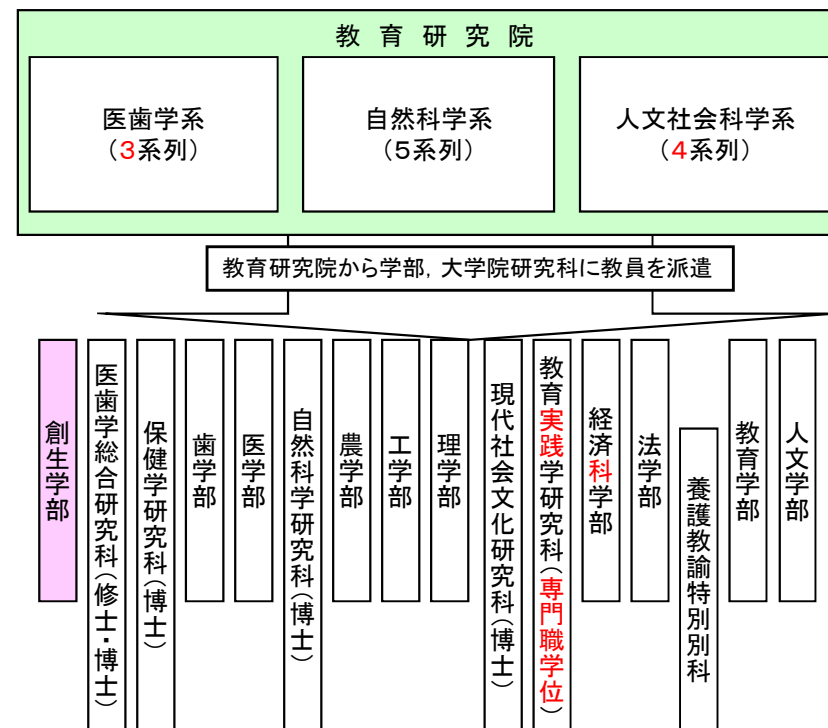 教育研究院
医歯学系
（3系列）
自然科学系
（5系列）
人文社会科学系
（4系列）
教育研究院から学部，大学院研究科に教員を派遣
創生学部
医歯学総合研究科（修士・博士）
保健学研究科（博士）
歯学部
医学部
自然科学研究科（博士）
農学部
工学部
理学部
現代社会文化研究科（博士）
教育実践学研究科（専門職学位）
経済科学部
法学部
養護教諭特別別科
教育学部
人文学部